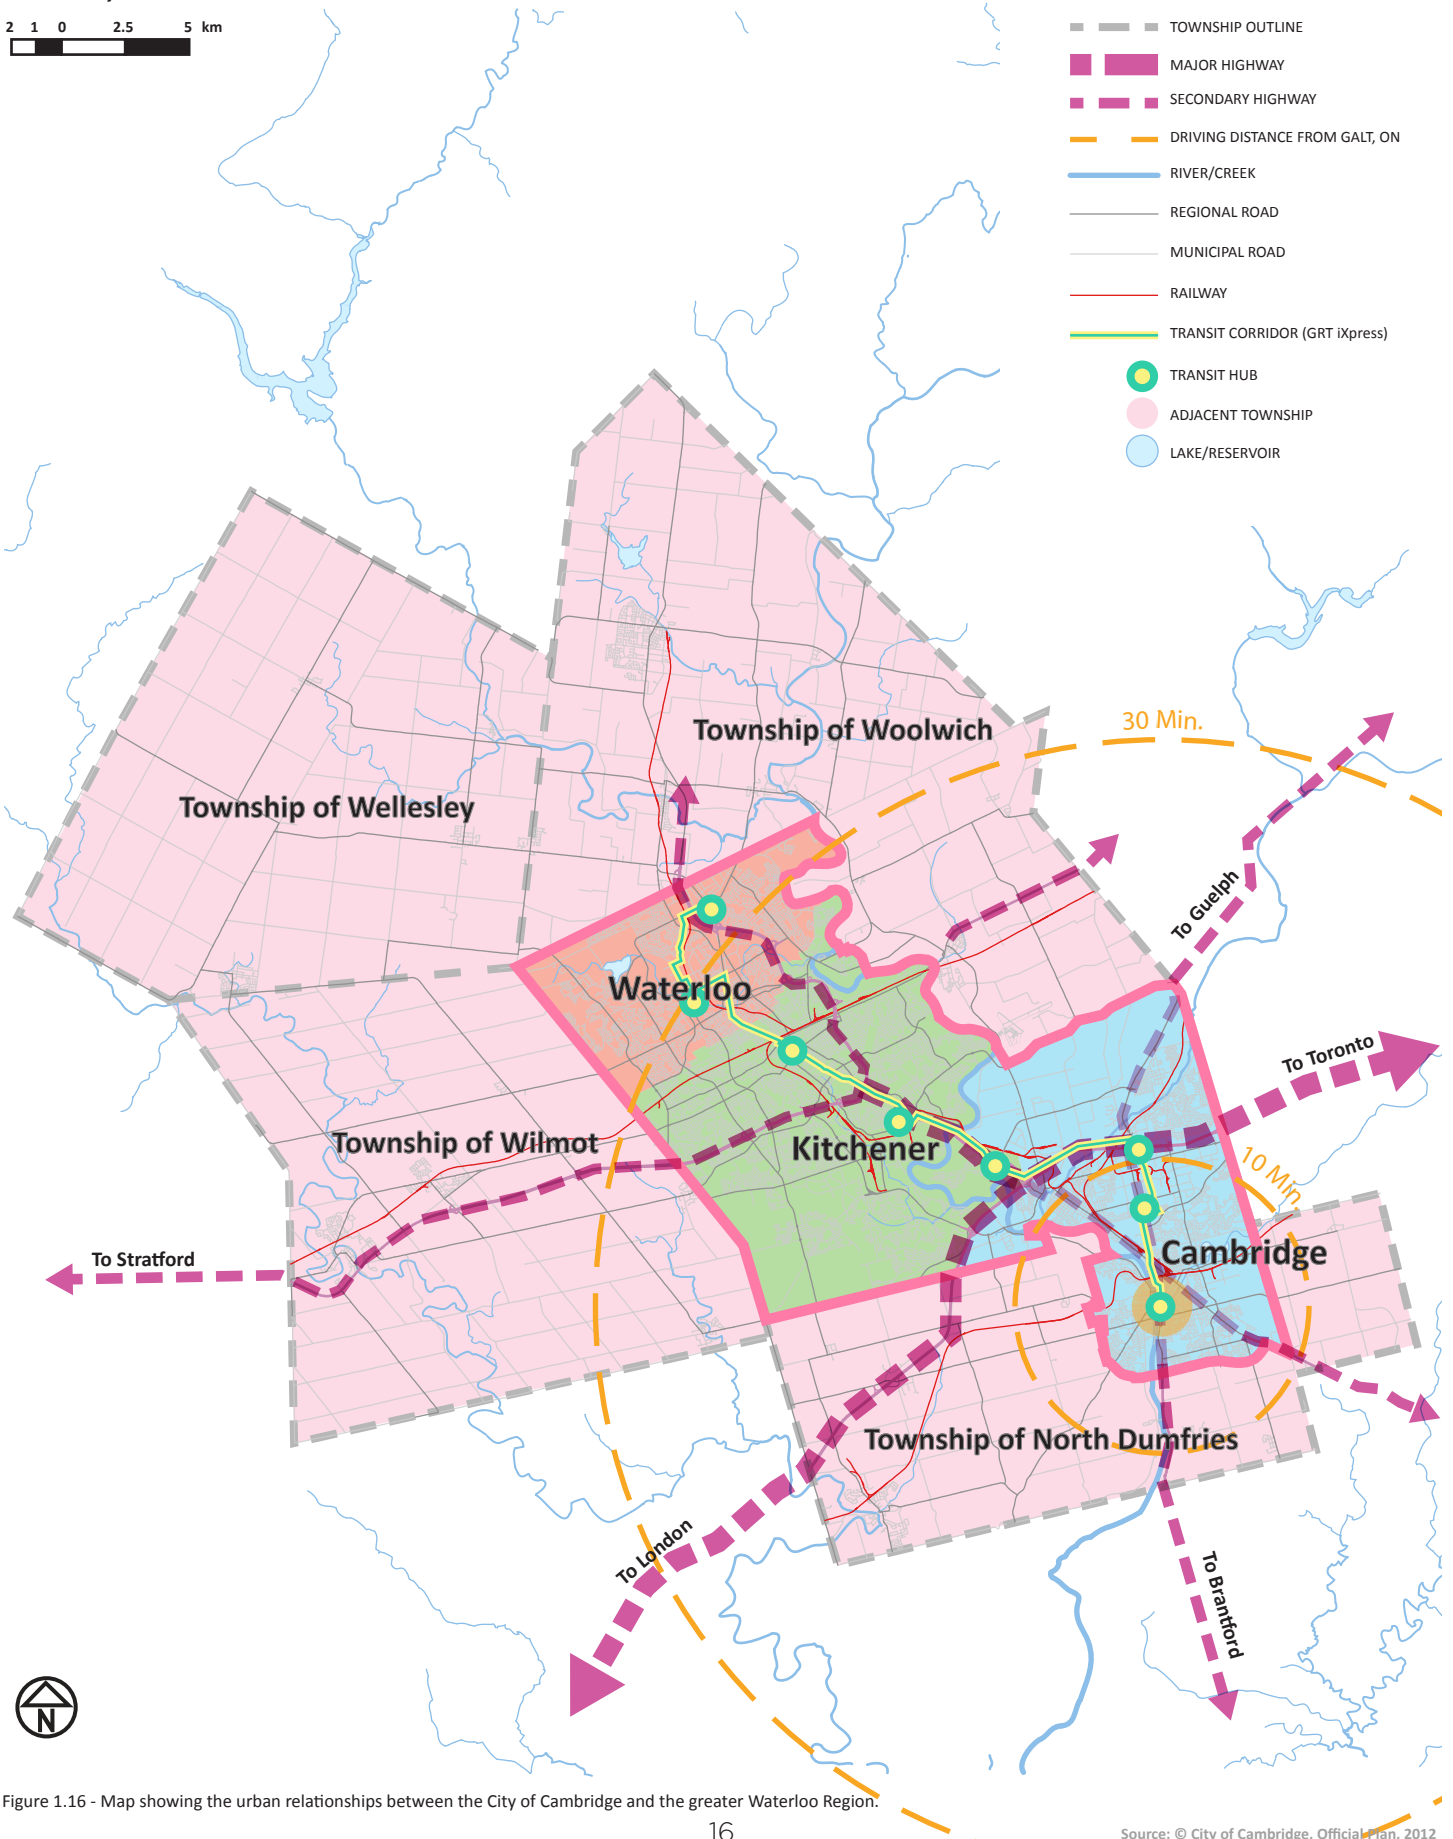 2 1 0 2.5 5 km
TOWNSHIP OUTLINE
MAJOR HIGHWAY
SECONDARY HIGHWAY
DRIVING DISTANCE FROM GALT, ON
RIVER/CREEK
REGIONAL ROAD
MUNICIPAL ROAD
RAILWAY
TRANSIT CORRIDOR (GRT iXpress)
TRANSIT HUB
ADJACENT TOWNSHIP
LAKE/RESERVOIR
30 Min.
Township of Woolwich
Township of Wellesley
To Guelph
Waterloo
To Toronto
Township of Wilmot
Kitchener
10 Min.
To Stratford
Cambridge
Township of North Dumfries
To London
To Brantford
N
Figure 1.16 - Map showing the urban relationships between the City of Cambridge and the greater Waterloo Region.
16
Source: © City of Cambridge. Official Plan. 2012